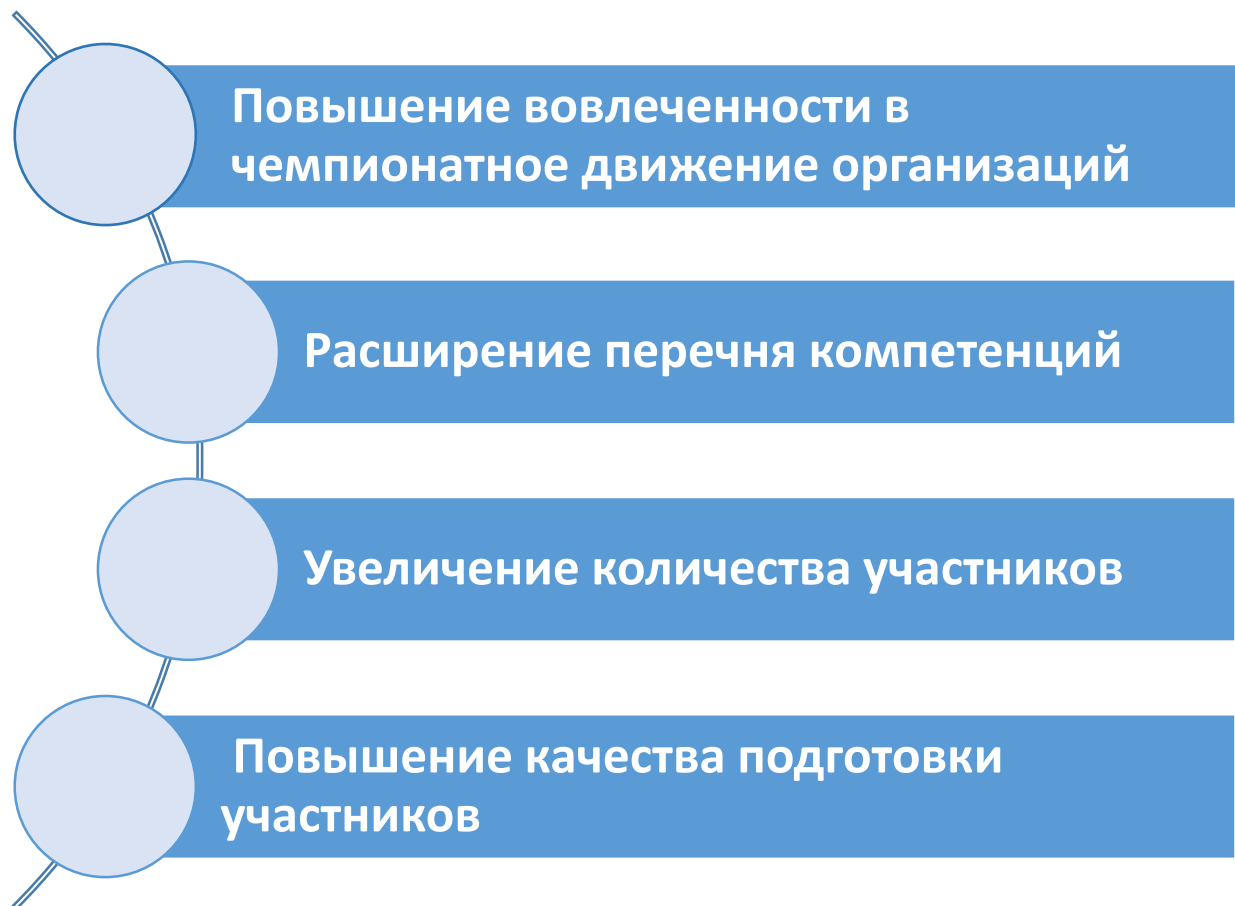 Повышение вовлеченности в
чемпионатное движение организаций
Расширение перечня компетенций
Увеличение количества участников
Повышение качества подготовки
участников